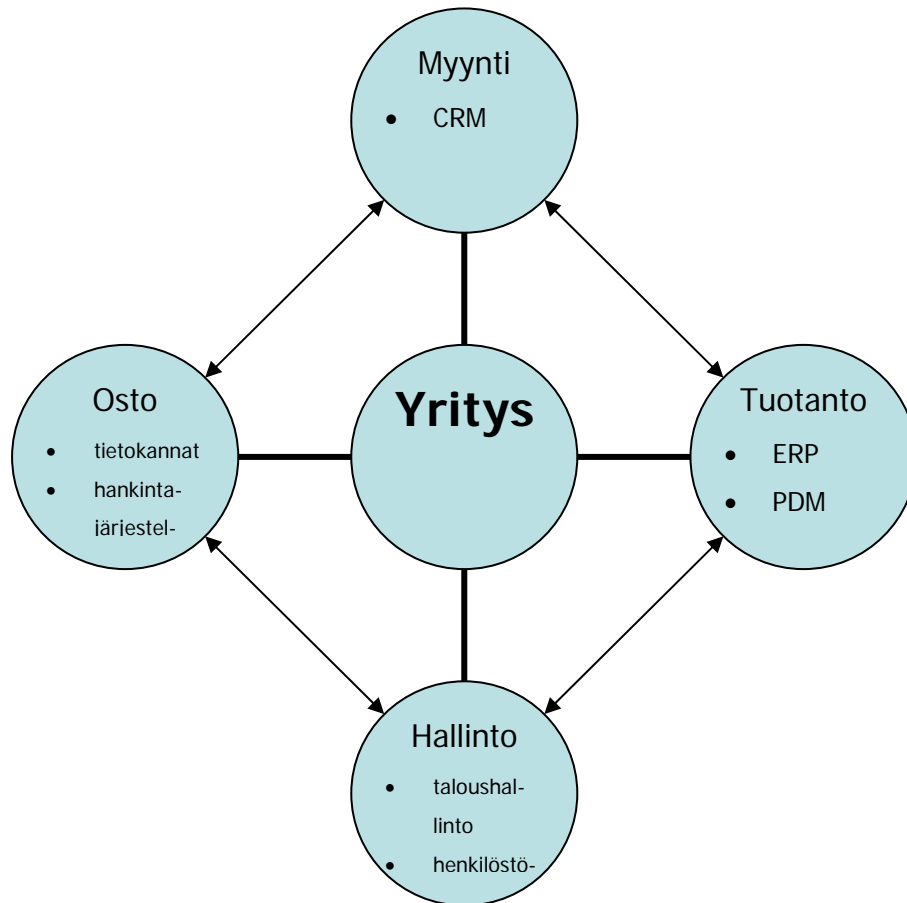 Myynti
• CRM
Osto
• tietokannat
• hankinta-
järjestel-
Yritys
Tuotanto
• ERP
• PDM
Hallinto
• taloushal-
linto
• henkilöstö-